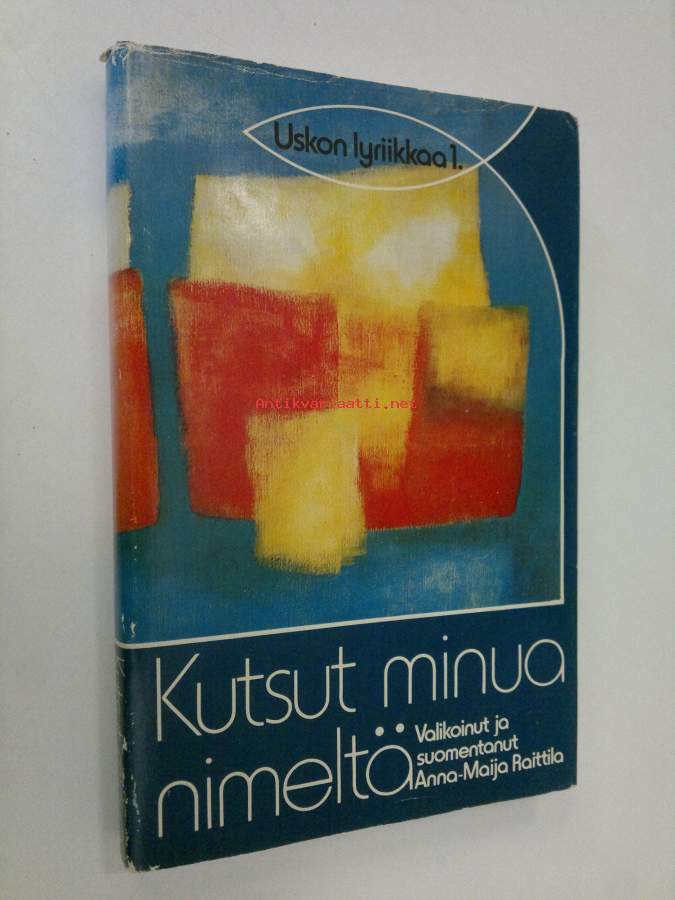 Uskon lyriikkaa 1.
Antikvariaatti.net
Kutsut minua
nimeltä
Valikoinut ja
suomentanut
Anna-Maija Raittila